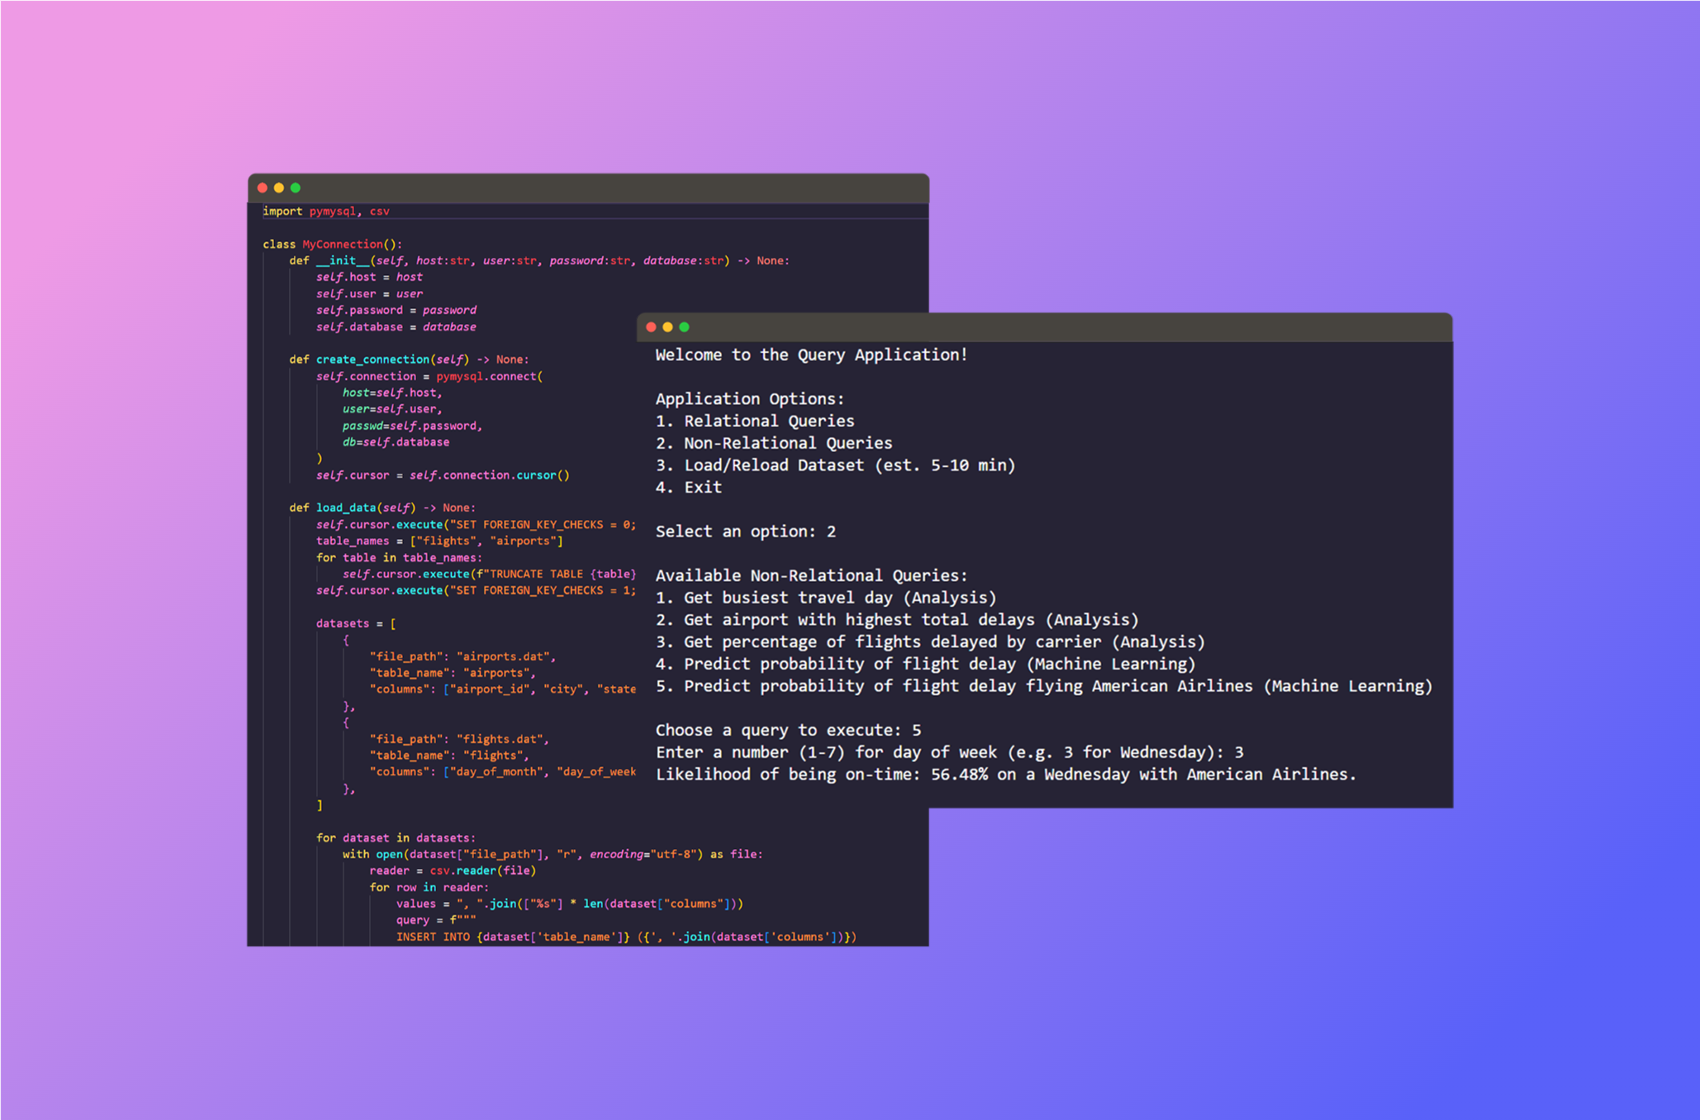 import pymysql, csv
class MyConnection():
def __init__(self, host:str, user:str, password:str, database:str) -> None:
self.host = host
self.user = user
self.password = password
self.database = database
def create_connection(self) -> None:
self.connection = pymysql.connect(
host=self.host,
user=self.user,
passwd=self.password,
db=self.database
)
self.cursor = self.connection.cursor()
def load_data(self) -> None:
self.cursor.execute("SET FOREIGN_KEY_CHECKS = 0;
table_names = ["flights", "airports"]
for table in table_names:
self.cursor.execute(f"TRUNCATE TABLE {table}
self.cursor.execute("SET FOREIGN_KEY_CHECKS = 1;
datasets = [
{
"file_path": "airports.dat",
"table_name": "airports",
"columns": ["airport_id", "city", "state
},
{
"file_path": "flights.dat",
"table_name": "flights",
"columns": ["day_of_month", "day_of_week
},
]
for dataset in datasets:
with open(dataset["file_path"], "r", encoding="utf-8") as file:
reader = csv.reader(file)
for row in reader:
values = ", ".join(["%s"] * len(dataset["columns"]))
query = f"""
INSERT INTO {dataset['table_name']} ({', '.join(dataset['columns'])})
Welcome to the Query Application!
Application Options:
1. Relational Queries
2. Non-Relational Queries
3. Load/Reload Dataset (est. 5-10 min)
4. Exit
Select an option: 2
Available Non-Relational Queries:
1. Get busiest travel day (Analysis)
2. Get airport with highest total delays (Analysis)
3. Get percentage of flights delayed by carrier (Analysis)
4. Predict probability of flight delay (Machine Learning)
5. Predict probability of flight delay flying American Airlines (Machine Learning)
Choose a query to execute: 5
Enter a number (1-7) for day of week (e.g. 3 for Wednesday): 3
Likelihood of being on-time: 56.48% on a Wednesday with American Airlines.